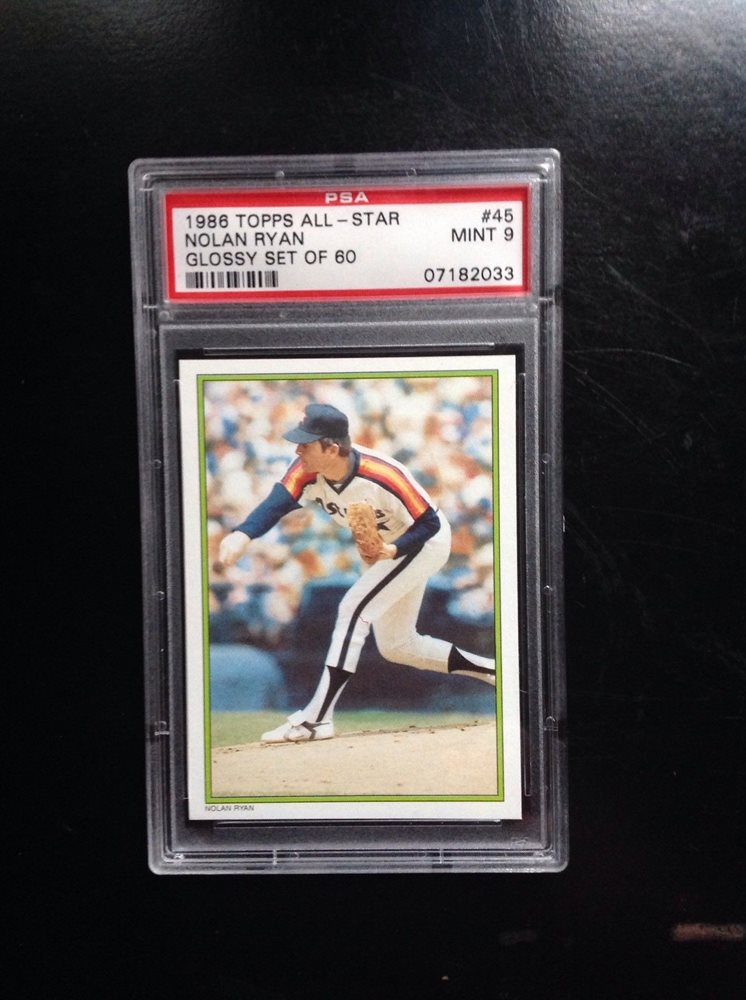 PSA
1986 TOPPS ALL-STAR #45
NOLAN RYAN MINT 9
GLOSSY SET OF 60
07182033
NOLAN RYAN